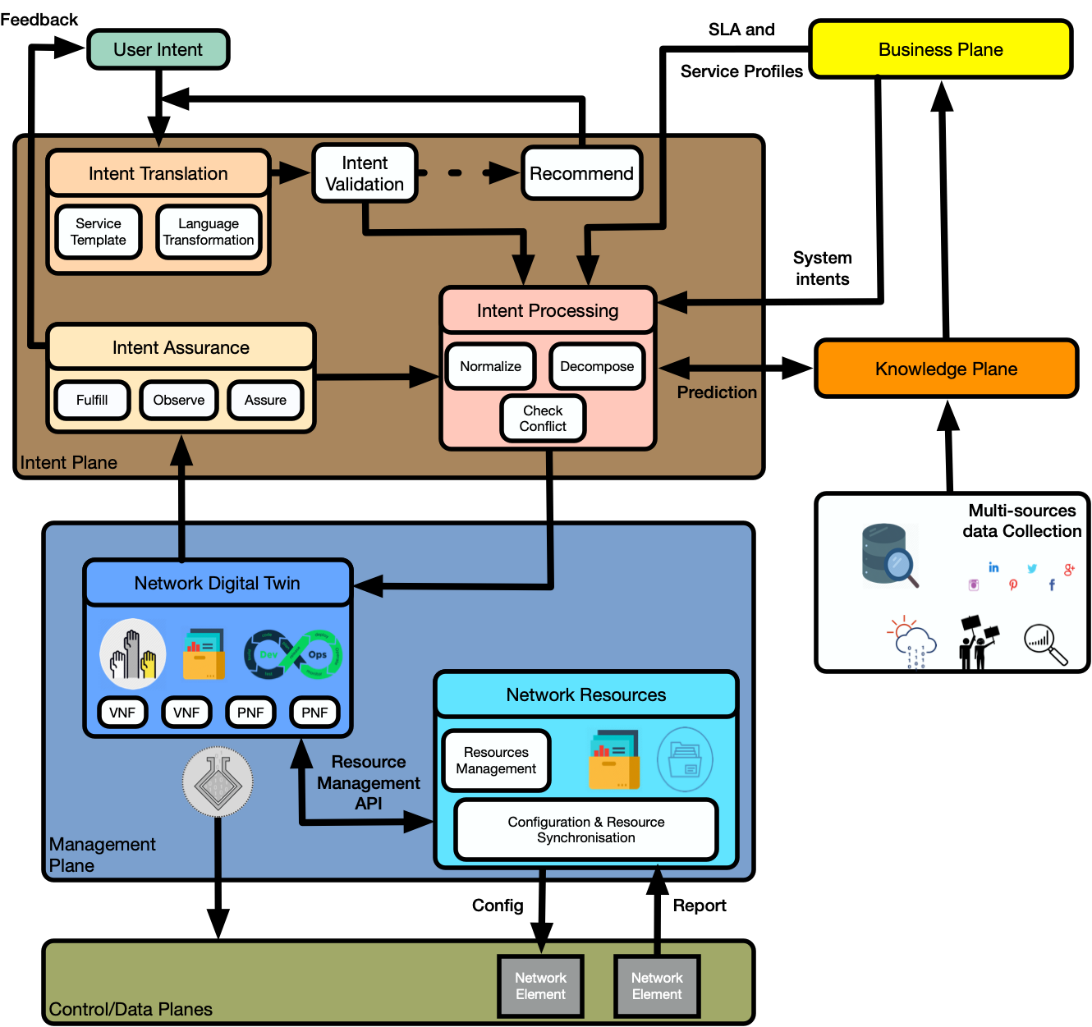 Feedback
User Intent
SLA and
Service Profiles
Business Plane
Intent Translation
Service
Template
Language
Transformation
Intent
Validation
Recommend
System
intents
Intent Processing
Normalize
Decompose
Check
Conflict
Intent Assurance
Fulfill
Observe
Assure
Intent Plane
Prediction
Knowledge Plane
Multi-sources
data Collection
Network Digital Twin
Dev
Ops
VNF
VNF
PNF
PNF
Resource
Management
API
Network Resources
Resources
Management
Configuration & Resource
Synchronisation
Management
Plane
Config
Report
Network
Element
Network
Element
Control/Data Planes